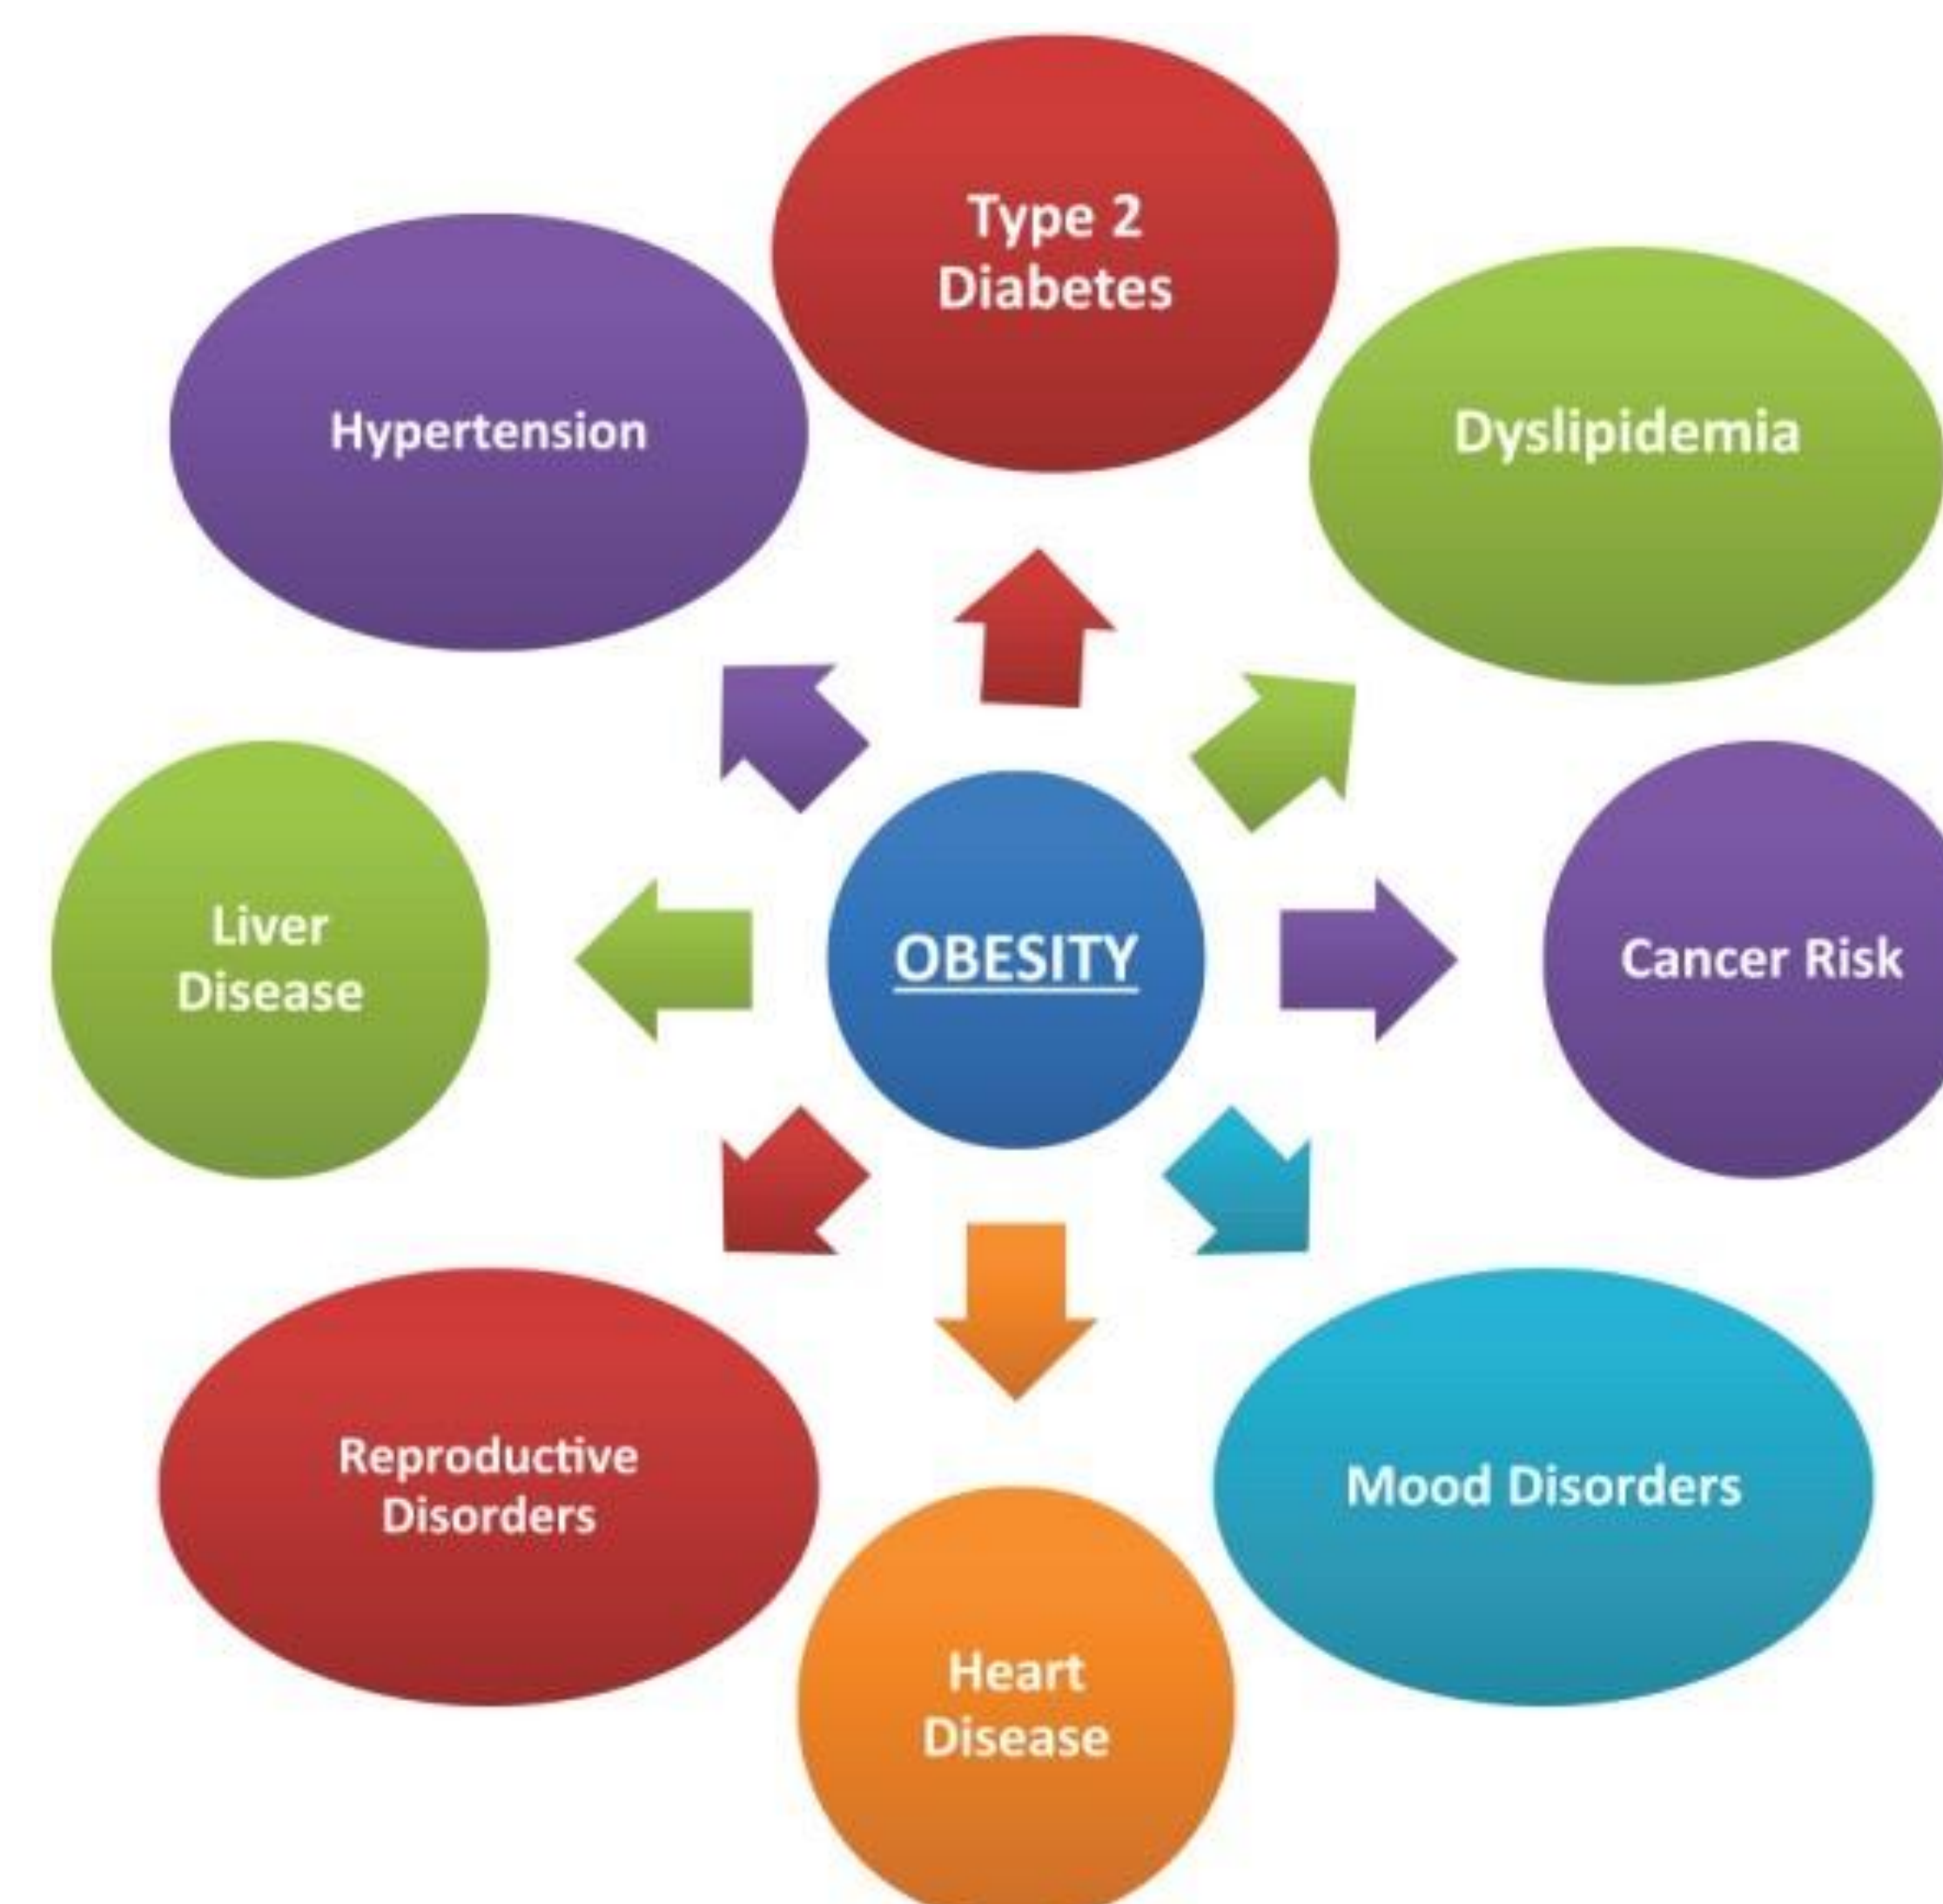 Type 2
Diabetes
Hypertension
Dyslipidemia
Liver
Disease
OBESITY
Cancer Risk
Reproductive
Disorders
Mood Disorders
Heart
Disease